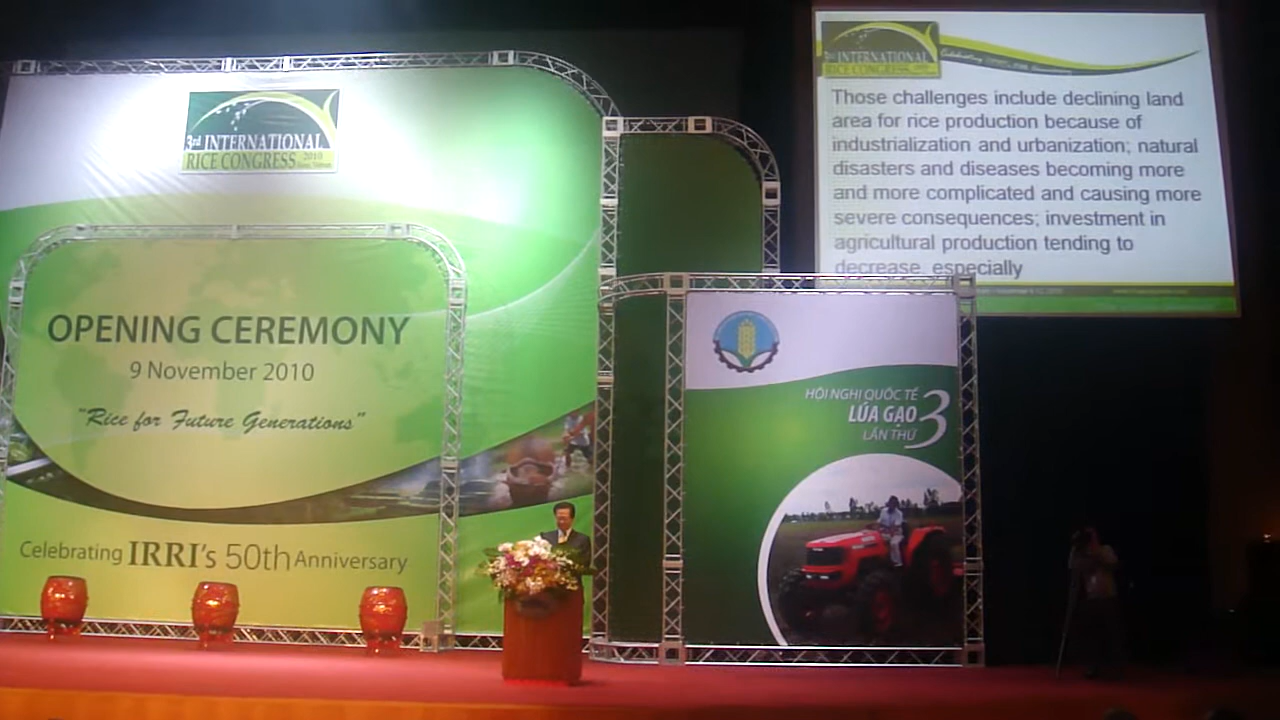 3rd INTERNATIONAL
RICE CONGRESS 2010
OPENING CEREMONY
9 November 2010
"Rice for Future Generations"
Celebrating IRRI's 50th Anniversary
HỘI NGHỊ QUỐC TẾ
LÚA GẠO 3
LẦN THỨ
INTERNATIONAL
RICE CONGRESS
Those challenges include declining land
area for rice production because of
industrialization and urbanization; natural
disasters and diseases becoming more
and more complicated and causing more
severe consequences; investment in
agricultural production tending to
decrease, especially